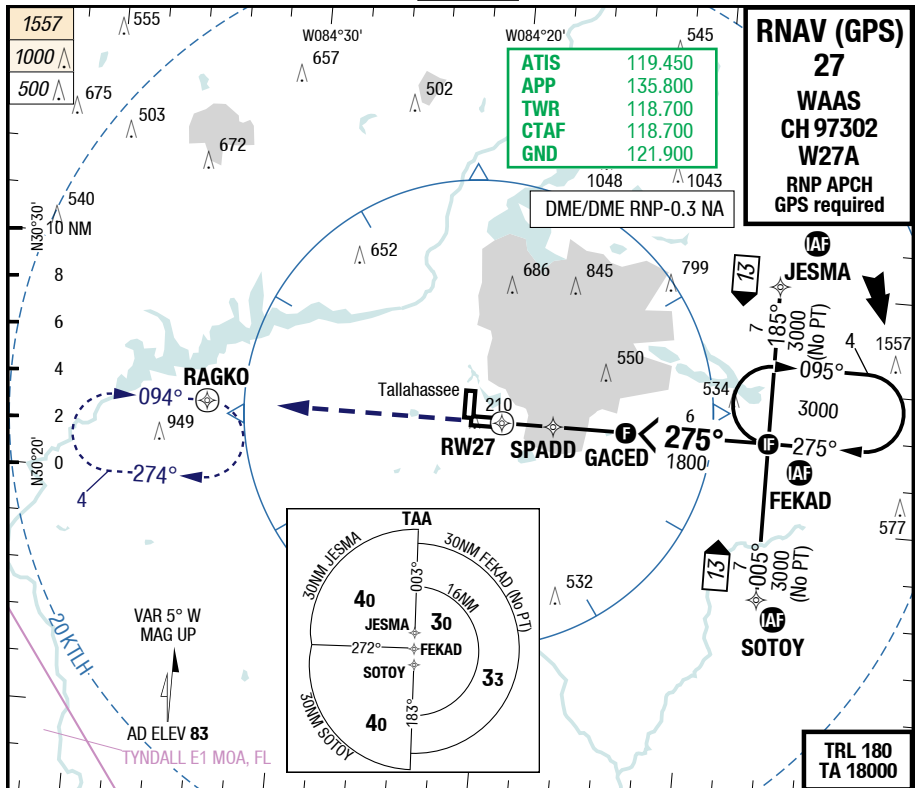 1557
1000
500
555
W084°30'
657
W084°20'
545
675
503
672
502
ATIS 119.450
APP 135.800
TWR 118.700
CTAF 118.700
GND 121.900
RNAV (GPS)
27
WAAS
CH 97302
W27A
RNP APCH
GPS required
1048
1043
DME/DME RNP-0.3 NA
540
N30°30'
10 NM
8
6
4
2
0
N30°20'
652
686
845
799
550
534
IAF
JESMA
13
7
185°
3000
(No PT)
4
1557
095°
3000
275°
RAGKO
094°
949
274°
4
Tallahassee
210
RW27
SPADD
F
GACED
6
275°
1800
IF
IAF
FEKAD
577
532
13
7
005°
3000
(No PT)
IAF
SOTOY
TAA
30NM JESMA
30NM FEKAD (No PT)
003°
16NM
40
30
JESMA
272°
FEKAD
SOTOY
33
40
183°
30NM SOTOY
VAR 5° W
MAG UP
20 KTLH
AD ELEV 83
TYNDALL E1 MOA, FL
TRL 180
TA 18000